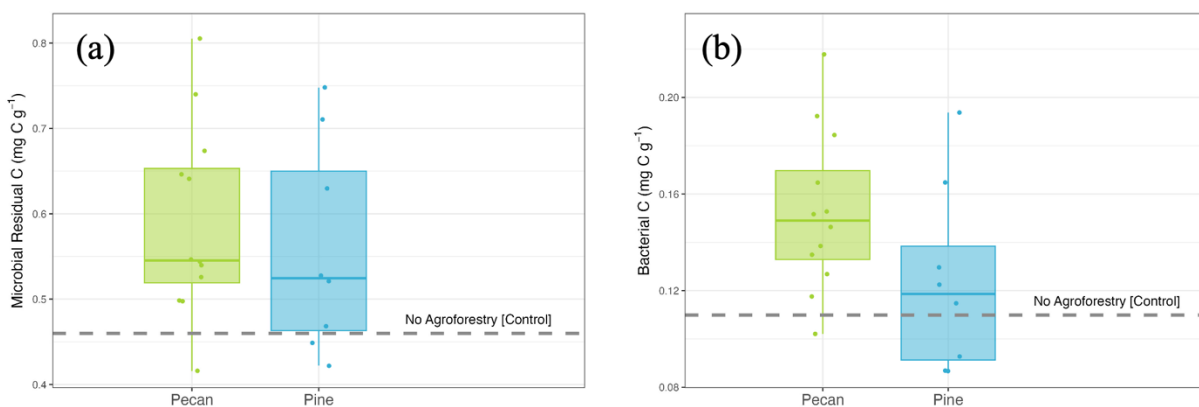 (a)
Microbial Residual C (mg C g⁻¹)
0.8
0.7
0.6
0.5
0.4
No Agroforestry [Control]
Pecan
Pine
(b)
Bacterial C (mg C g⁻¹)
0.20
0.16
0.12
0.08
No Agroforestry [Control]
Pecan
Pine